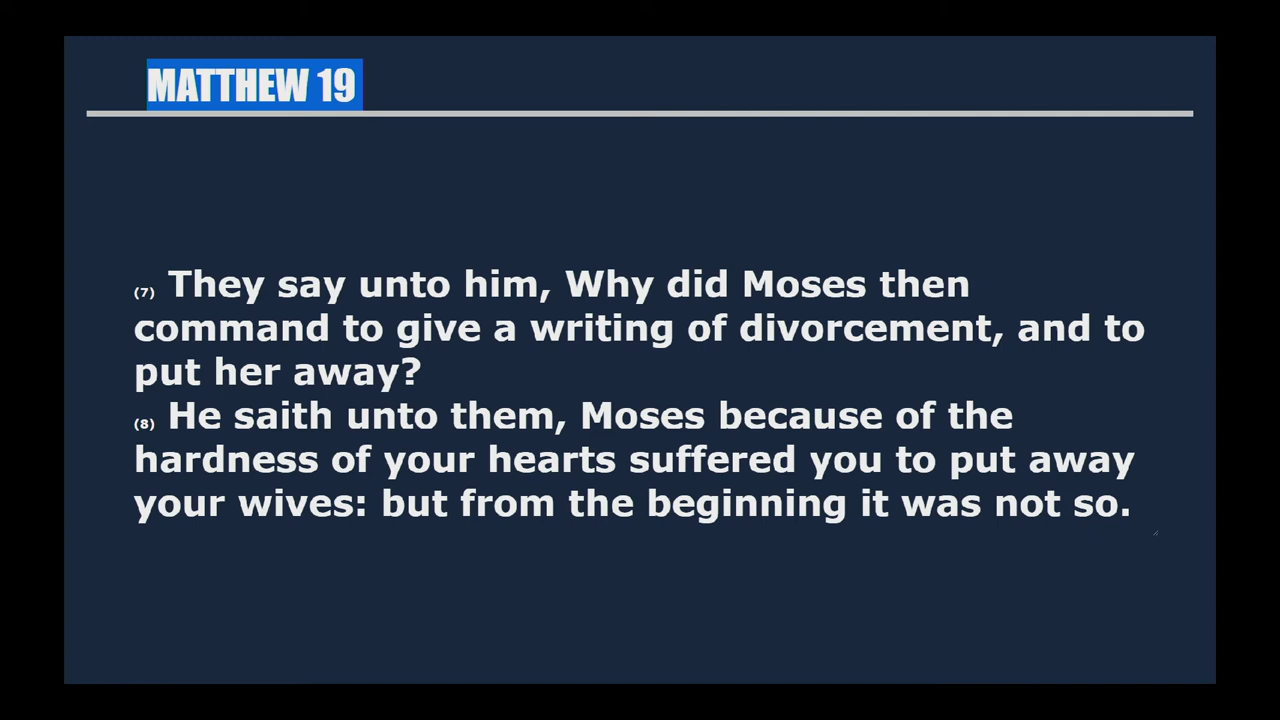 MATTHEW 19
(7) They say unto him, Why did Moses then
command to give a writing of divorcement, and to
put her away?
(8) He saith unto them, Moses because of the
hardness of your hearts suffered you to put away
your wives: but from the beginning it was not so.